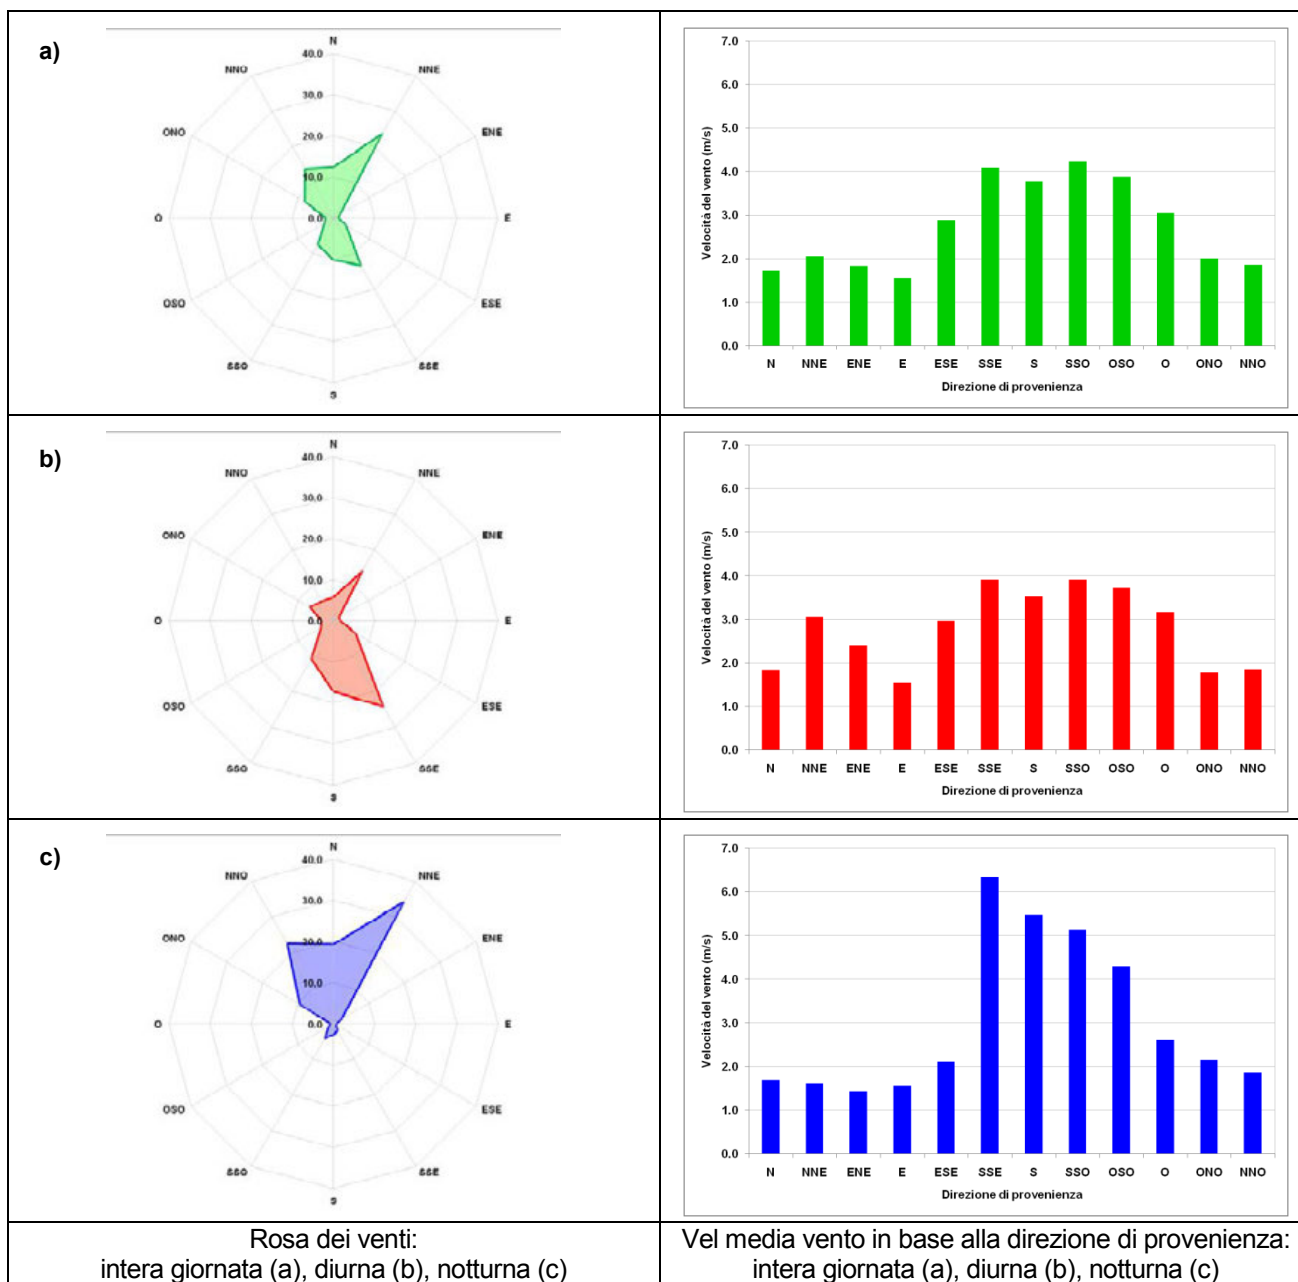 a)
N
NNE
ENE
E
ESE
SSE
S
SSO
OSO
O
ONO
NNO
40.0
30.0
20.0
10.0
0.0
7.0
6.0
5.0
4.0
3.0
2.0
1.0
0.0
Velocità del vento (m/s)
N NNE ENE E ESE SSE S SSO OSO O ONO NNO
Direzione di provenienza
b)
N
NNE
ENE
E
ESE
SSE
S
SSO
OSO
O
ONO
NNO
40.0
30.0
20.0
10.0
0.0
7.0
6.0
5.0
4.0
3.0
2.0
1.0
0.0
Velocità del vento (m/s)
N NNE ENE E ESE SSE S SSO OSO O ONO NNO
Direzione di provenienza
c)
N
NNE
ENE
E
ESE
SSE
S
SSO
OSO
O
ONO
NNO
40.0
30.0
20.0
10.0
0.0
7.0
6.0
5.0
4.0
3.0
2.0
1.0
0.0
Velocità del vento (m/s)
N NNE ENE E ESE SSE S SSO OSO O ONO NNO
Direzione di provenienza
Rosa dei venti:
intera giornata (a), diurna (b), notturna (c)
Vel media vento in base alla direzione di provenienza:
intera giornata (a), diurna (b), notturna (c)